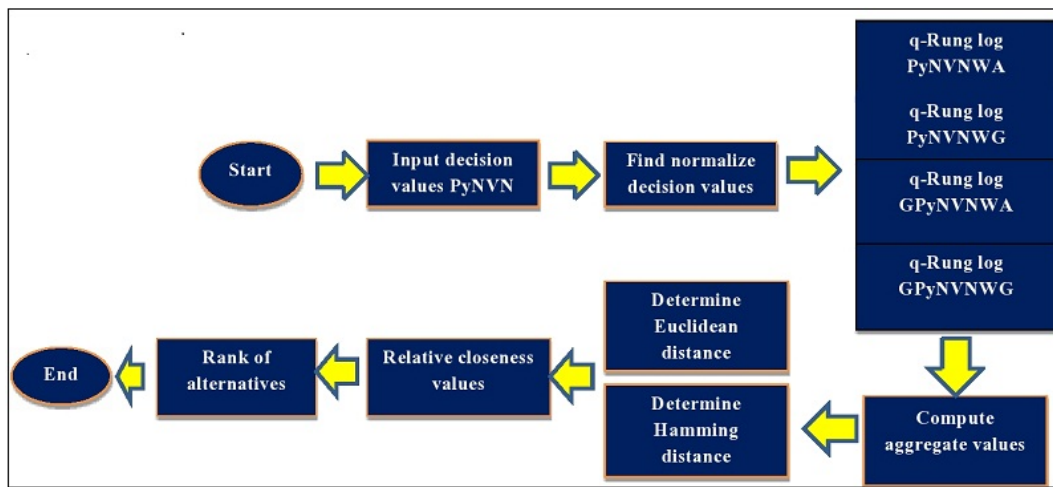 Start
Input decision
values PyNVN
Find normalize
decision values
q-Rung log
PyNVNWA
q-Rung log
PyNVNWG
q-Rung log
GPyNVNWA
q-Rung log
GPyNVNWG
Compute
aggregate values
Determine
Euclidean
distance
Determine
Hamming
distance
Relative closeness
values
Rank of
alternatives
End